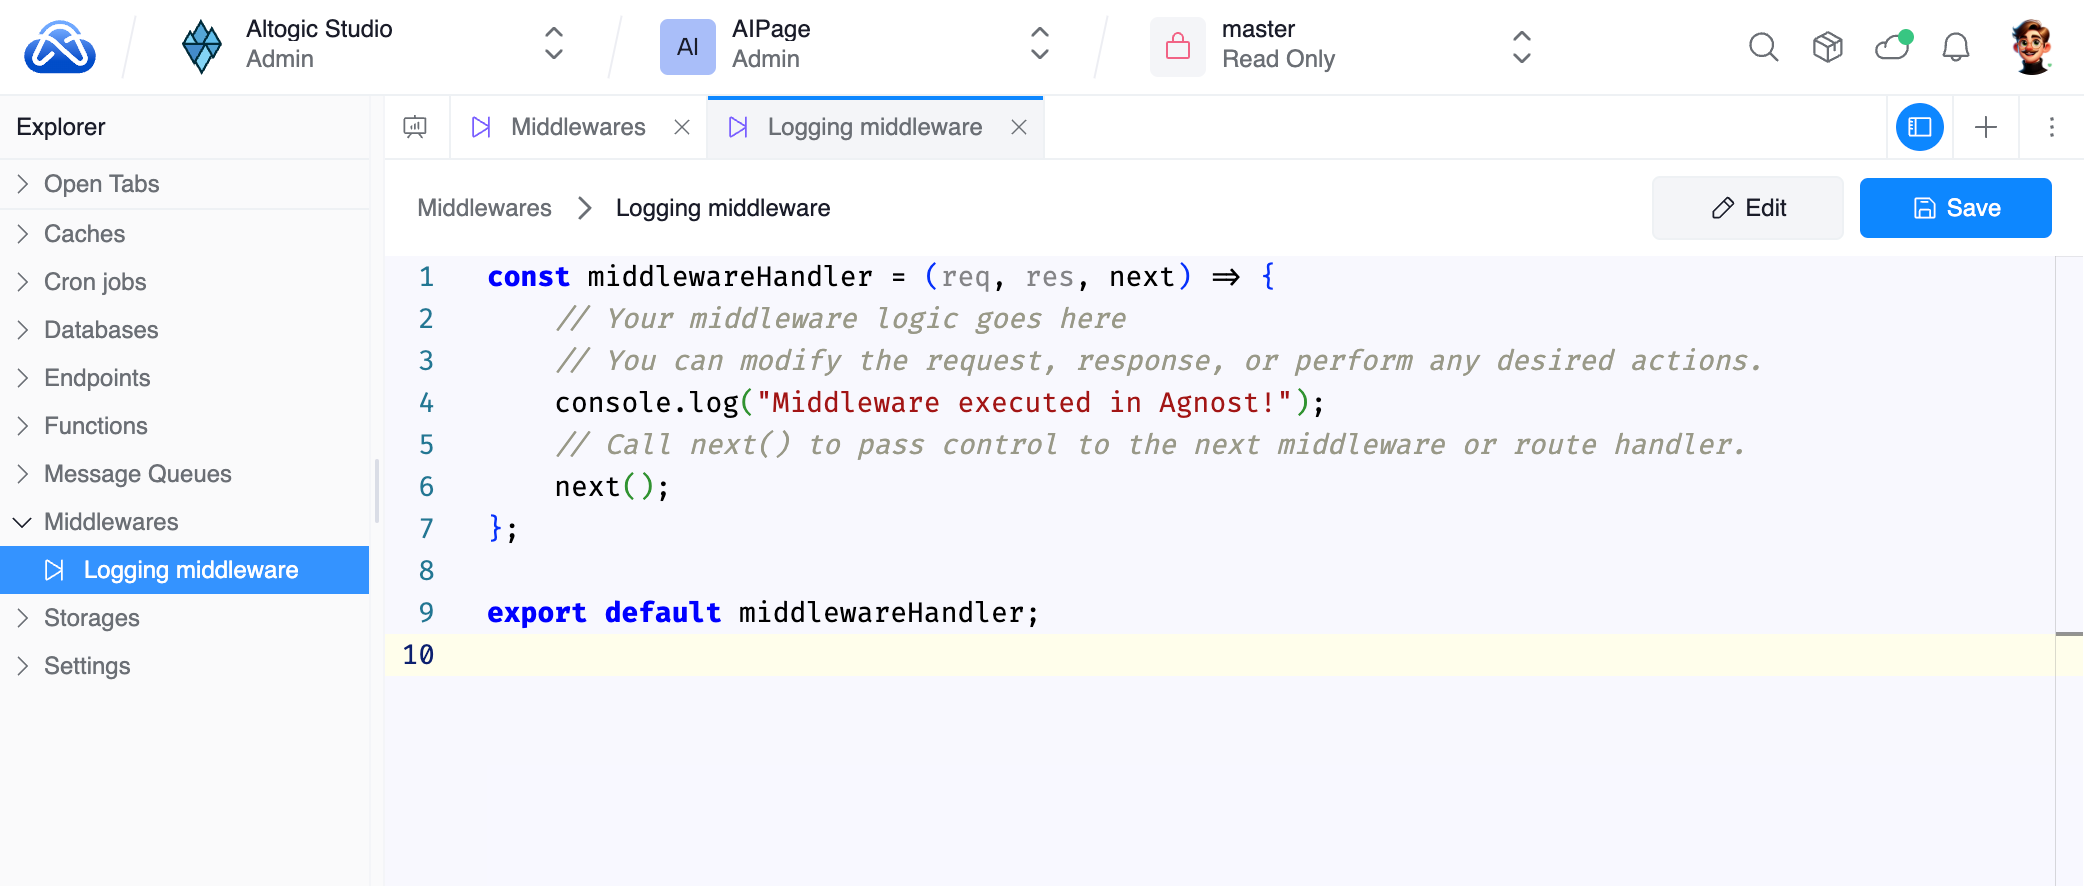 Altogic Studio
Admin
AI
AIPage
Admin
master
Read Only
Explorer
Open Tabs
Caches
Cron jobs
Databases
Endpoints
Functions
Message Queues
Middlewares
Logging middleware
Storages
Settings
Middlewares
Logging middleware
Middlewares > Logging middleware
Edit
Save
1 const middlewareHandler = (req, res, next) => {
2 // Your middleware logic goes here
3 // You can modify the request, response, or perform any desired actions.
4 console.log("Middleware executed in Agnost!");
5 // Call next() to pass control to the next middleware or route handler.
6 next();
7 };
8
9 export default middlewareHandler;
10